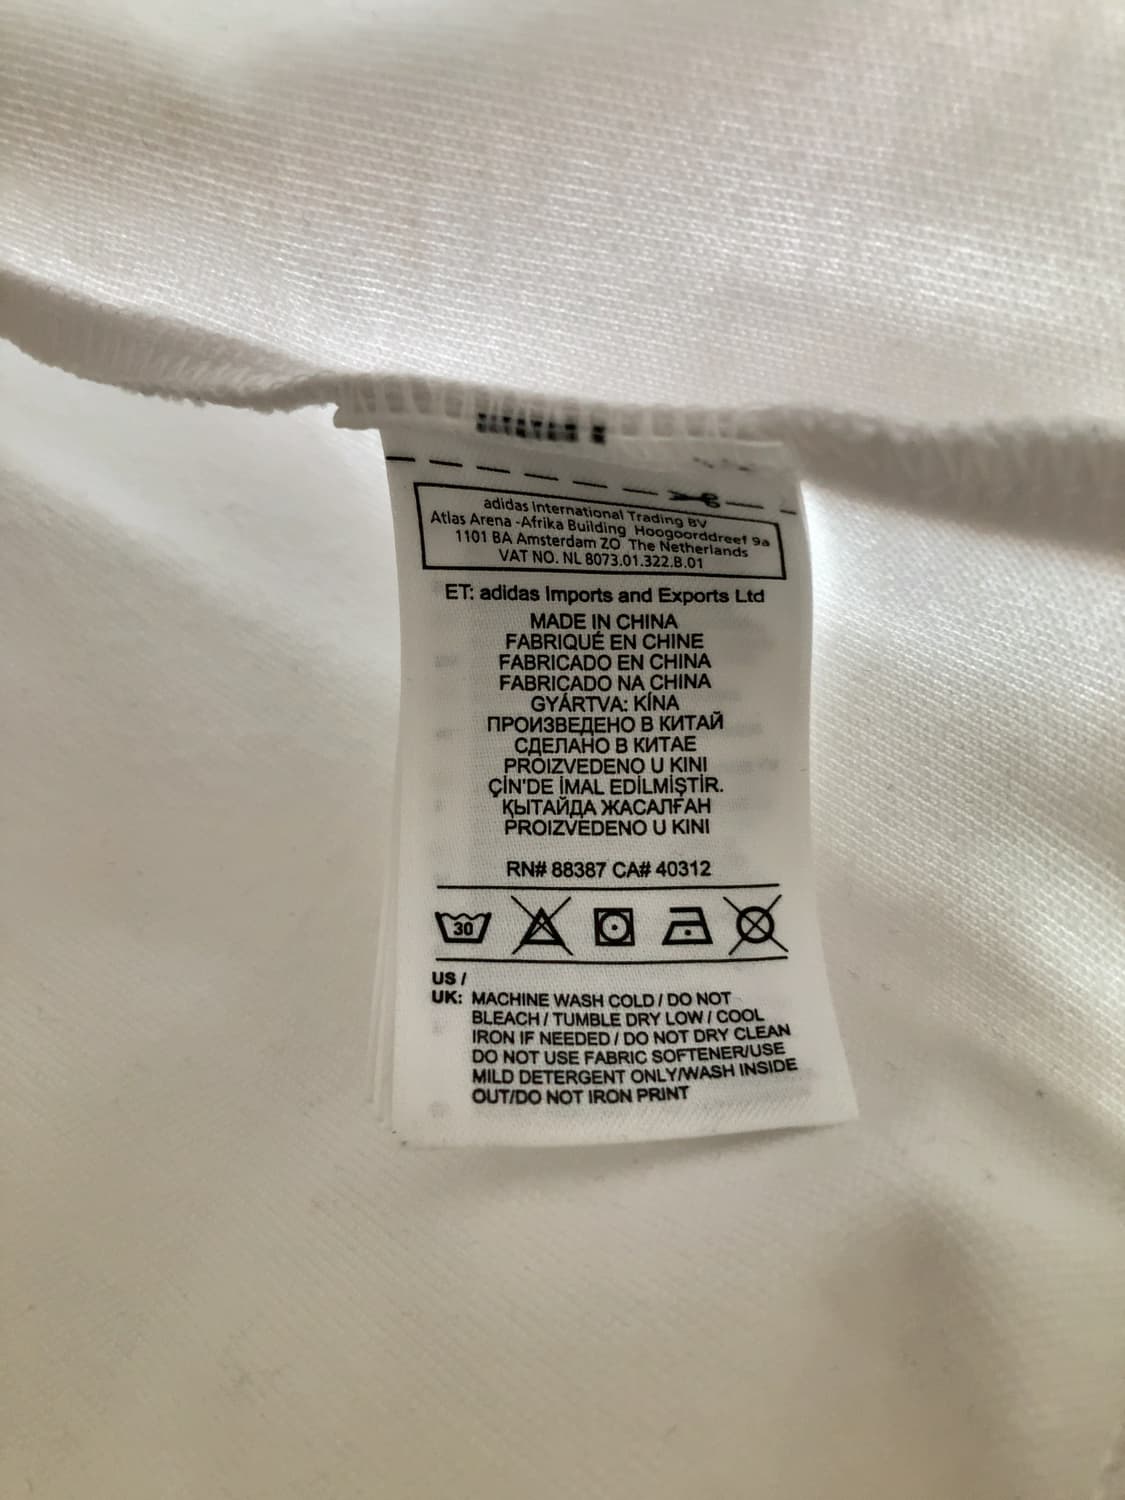 adidas International Trading BV
Atlas Arena -Afrika Building Hoogoorddreef 9a
1101 BA Amsterdam ZO The Netherlands
VAT NO. NL 8073.01.322.B.01
ET: adidas Imports and Exports Ltd
MADE IN CHINA
FABRIQUÉ EN CHINE
FABRICADO EN CHINA
FABRICADO NA CHINA
GYÁRTVA: KÍNA
ПРОИЗВЕДЕНО В КИТАЙ
СДЕЛАНО В КИТАЕ
PROIZVEDENO U KINI
ÇİN'DE İMAL EDİLMİŞTİR.
ҚЫТАЙДА ЖАСАЛҒАН
PROIZVEDENO U KINI
RN# 88387 CA# 40312
30
US /
UK: MACHINE WASH COLD / DO NOT
BLEACH / TUMBLE DRY LOW / COOL
IRON IF NEEDED / DO NOT DRY CLEAN
DO NOT USE FABRIC SOFTENER/USE
MILD DETERGENT ONLY/WASH INSIDE
OUT/DO NOT IRON PRINT